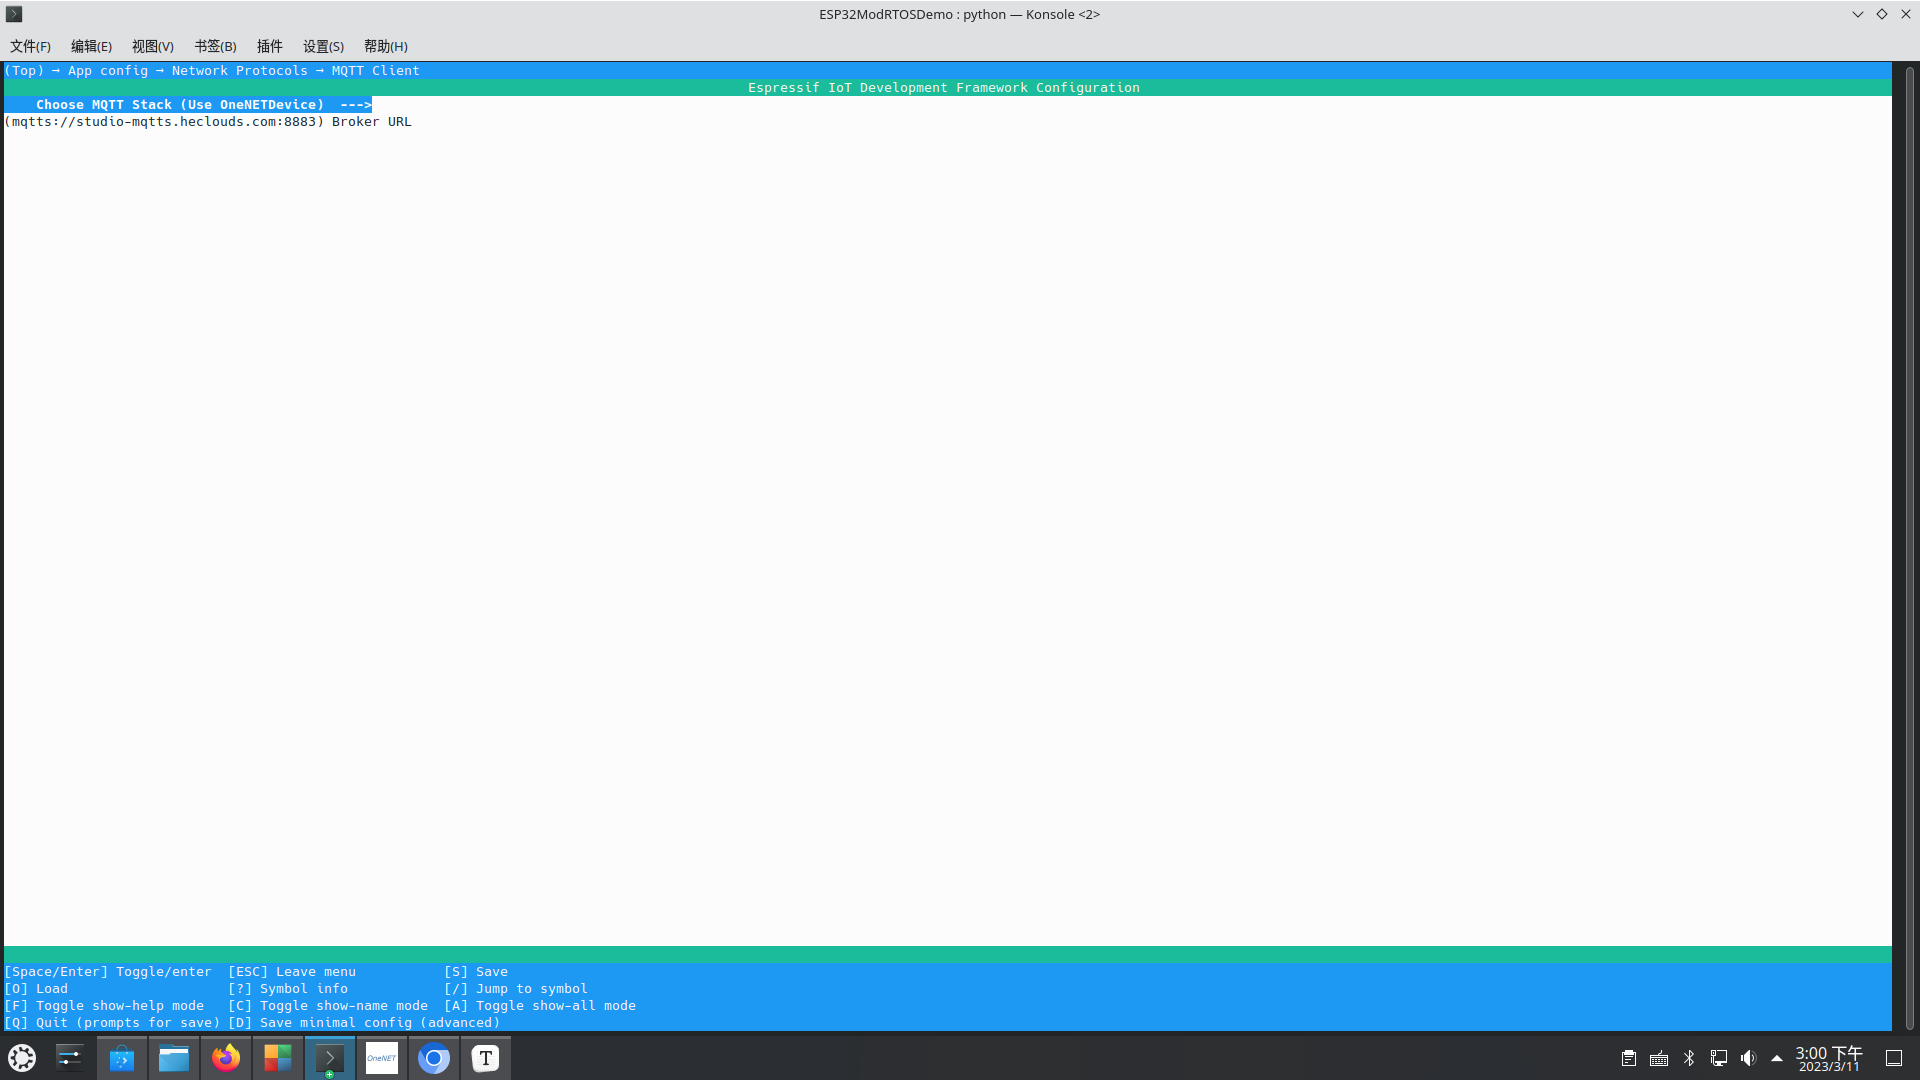 ESP32ModRTOSDemo : python — Konsole <2>
文件(F) 编辑(E) 视图(V) 书签(B) 插件 设置(S) 帮助(H)
(Top) → App config → Network Protocols → MQTT Client
Espressif IoT Development Framework Configuration
Choose MQTT Stack (Use OneNETDevice)  --->
(mqtts://studio-mqtts.heclouds.com:8883) Broker URL
[Space/Enter] Toggle/enter  [ESC] Leave menu           [S] Save
[O] Load                    [?] Symbol info            [/] Jump to symbol
[F] Toggle show-help mode   [C] Toggle show-name mode  [A] Toggle show-all mode
[Q] Quit (prompts for save) [D] Save minimal config (advanced)
OneNET
T
3:00 下午
2023/3/11